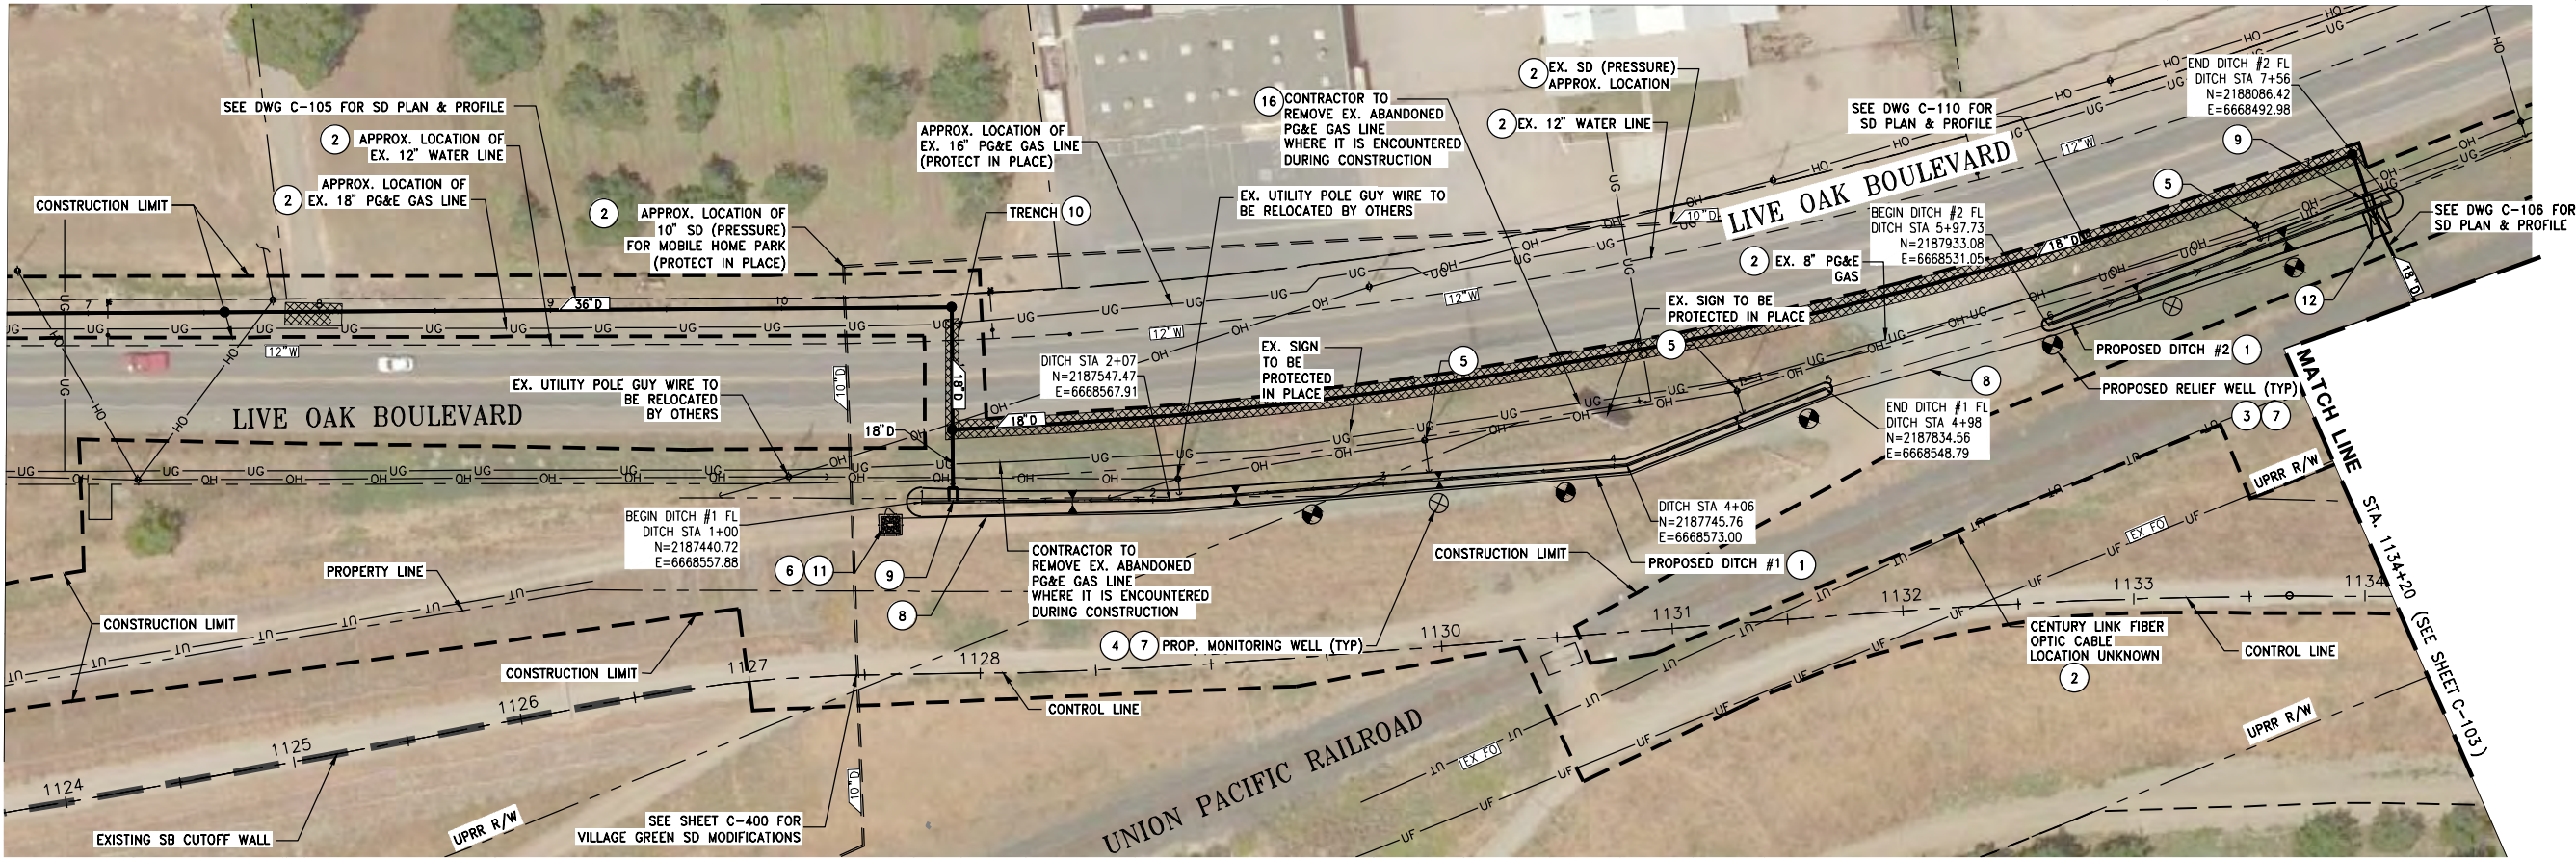 SEE DWG C-105 FOR SD PLAN & PROFILE
2
APPROX. LOCATION OF
EX. 12" WATER LINE
2
APPROX. LOCATION OF
EX. 18" PG&E GAS LINE
CONSTRUCTION LIMIT
2
APPROX. LOCATION OF
10" SD (PRESSURE)
FOR MOBILE HOME PARK
(PROTECT IN PLACE)
APPROX. LOCATION OF
EX. 16" PG&E GAS LINE
(PROTECT IN PLACE)
TRENCH
10
16
CONTRACTOR TO
REMOVE EX. ABANDONED
PG&E GAS LINE
WHERE IT IS ENCOUNTERED
DURING CONSTRUCTION
EX. UTILITY POLE GUY WIRE TO
BE RELOCATED BY OTHERS
2
EX. SD (PRESSURE)
APPROX. LOCATION
2
EX. 12" WATER LINE
SEE DWG C-110 FOR
SD PLAN & PROFILE
END DITCH #2 FL
DITCH STA 7+56
N=2188086.42
E=6668492.98
9
5
LIVE OAK BOULEVARD
BEGIN DITCH #2 FL
DITCH STA 5+97.73
N=2187933.08
E=6668531.05
2
EX. 8" PG&E
GAS
SEE DWG C-106 FOR
SD PLAN & PROFILE
12
18"D
36"D
7
8
9
10
12"W
12"W
12"W
12"W
10"D
10"D
18"D
18"D
18"D
18"D
EX. SIGN TO BE
PROTECTED IN PLACE
5
EX. SIGN
TO BE
PROTECTED
IN PLACE
5
DITCH STA 2+07
N=2187547.47
E=6668567.91
EX. UTILITY POLE GUY WIRE TO
BE RELOCATED
BY OTHERS
LIVE OAK BOULEVARD
PROPOSED DITCH #2
1
PROPOSED RELIEF WELL (TYP)
3
7
8
END DITCH #1 FL
DITCH STA 4+98
N=2187834.56
E=6668548.79
MATCH LINE STA. 1134+20 (SEE SHEET C-103)
UPRR R/W
BEGIN DITCH #1 FL
DITCH STA 1+00
N=2187440.72
E=6668557.88
6
11
9
8
CONTRACTOR TO
REMOVE EX. ABANDONED
PG&E GAS LINE
WHERE IT IS ENCOUNTERED
DURING CONSTRUCTION
DITCH STA 4+06
N=2187745.76
E=6668573.00
CONSTRUCTION LIMIT
PROPOSED DITCH #1
1
EX FO
PROPERTY LINE
CONSTRUCTION LIMIT
CONSTRUCTION LIMIT
4
7
PROP. MONITORING WELL (TYP)
CENTURY LINK FIBER
OPTIC CABLE
LOCATION UNKNOWN
2
CONTROL LINE
CONTROL LINE
1124
1125
1126
1127
1128
1130
1131
1132
1133
1134
UNION PACIFIC RAILROAD
EX FO
UPRR R/W
UPRR R/W
10"D
SEE SHEET C-400 FOR
VILLAGE GREEN SD MODIFICATIONS
EXISTING SB CUTOFF WALL